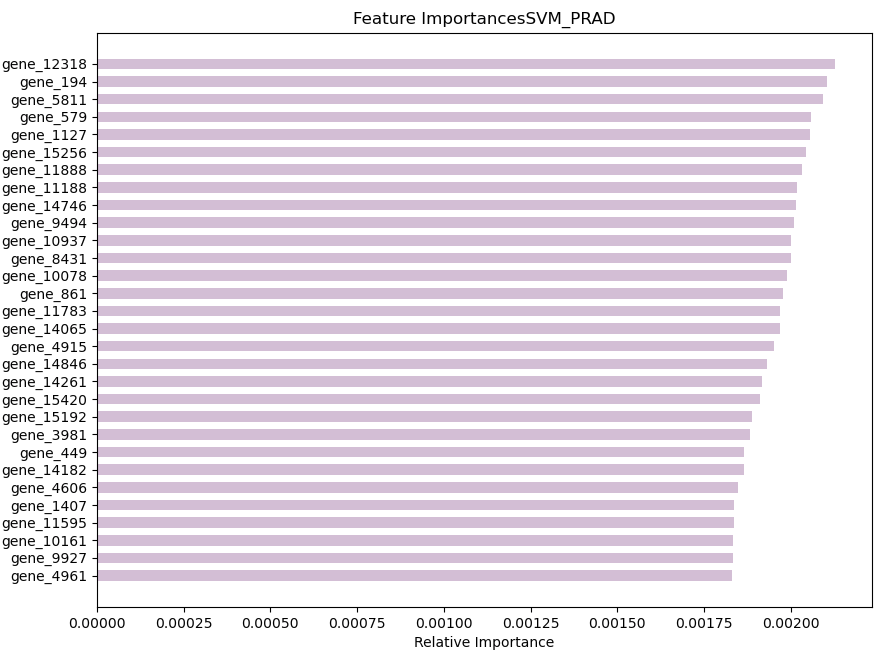 Feature ImportancesSVM_PRAD
gene_12318
gene_194
gene_5811
gene_579
gene_1127
gene_15256
gene_11888
gene_11188
gene_14746
gene_9494
gene_10937
gene_8431
gene_10078
gene_861
gene_11783
gene_14065
gene_4915
gene_14846
gene_14261
gene_15420
gene_15192
gene_3981
gene_449
gene_14182
gene_4606
gene_1407
gene_11595
gene_10161
gene_9927
gene_4961
0.00000 0.00025 0.00050 0.00075 0.00100 0.00125 0.00150 0.00175 0.00200
Relative Importance